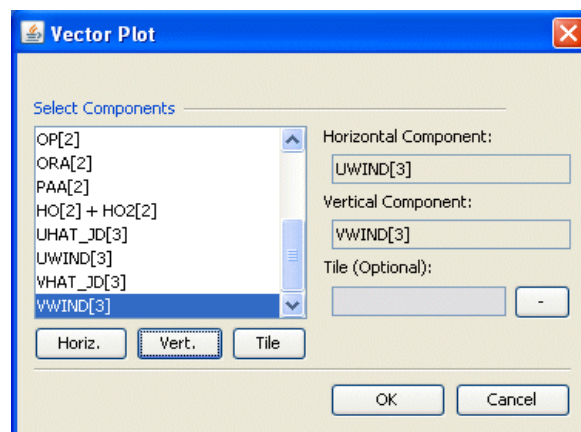 Vector Plot
Select Components
OP[2]
ORA[2]
PAA[2]
HO[2] + HO2[2]
UHAT_JD[3]
UWIND[3]
VHAT_JD[3]
VWIND[3]
Horiz.
Vert.
Tile
Horizontal Component:
UWIND[3]
Vertical Component:
VWIND[3]
Tile (Optional):
-
OK
Cancel